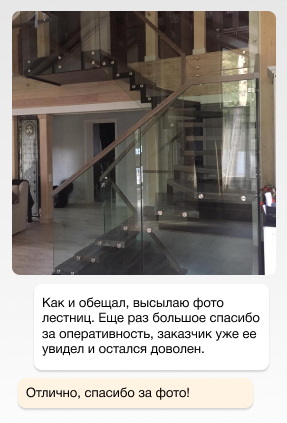 Как и обещал, высылаю фото
лестниц. Еще раз большое спасибо
за оперативность, заказчик уже ее
увидел и остался доволен.
Отлично, спасибо за фото!